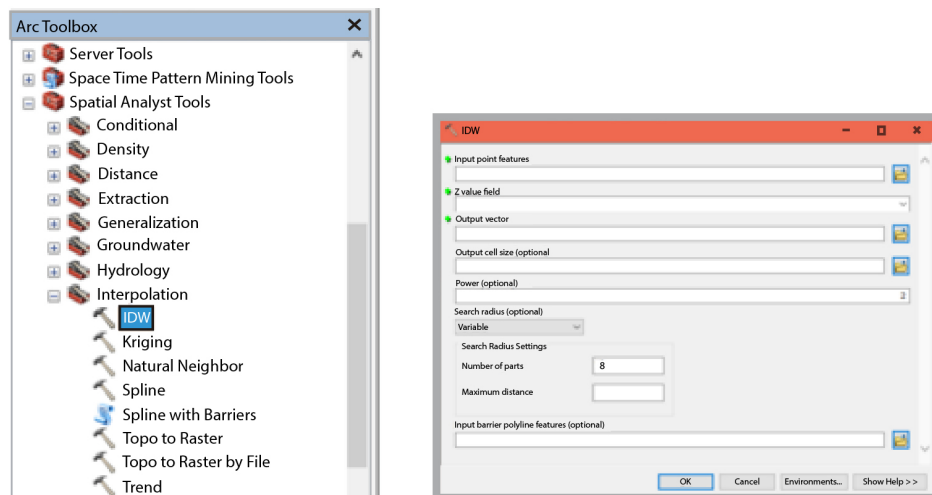 Arc Toolbox
Server Tools
Space Time Pattern Mining Tools
Spatial Analyst Tools
Conditional
Density
Distance
Extraction
Generalization
Groundwater
Hydrology
Interpolation
IDW
Kriging
Natural Neighbor
Spline
Spline with Barriers
Topo to Raster
Topo to Raster by File
Trend
IDW
Input point features
Z value field
Output vector
Output cell size (optional
Power (optional)
2
Search radius (optional)
Variable
Search Radius Settings
Number of parts 8
Maximum distance
Input barrier polyline features (optional)
OK Cancel Environments... Show Help >>